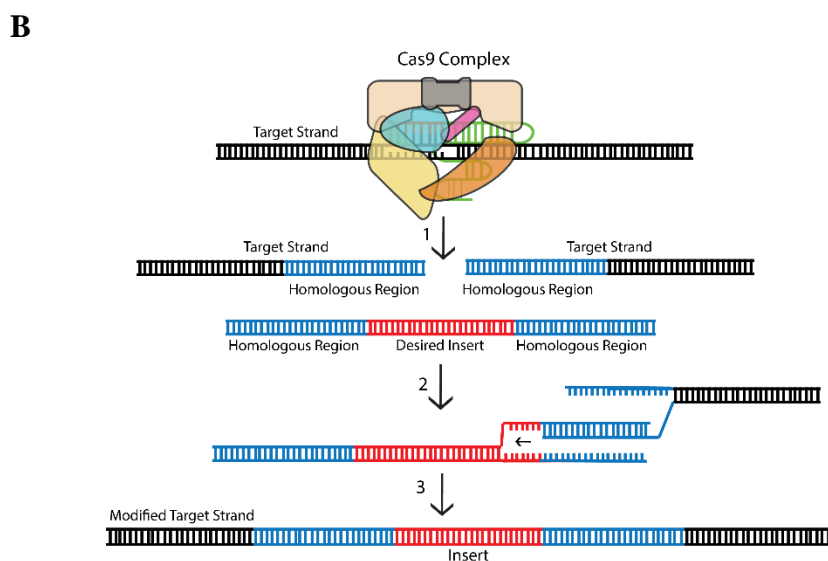 B
Cas9 Complex
Target Strand
1
Target Strand
Target Strand
Homologous Region
Homologous Region
Homologous Region
Desired Insert
Homologous Region
2
3
Modified Target Strand
Insert